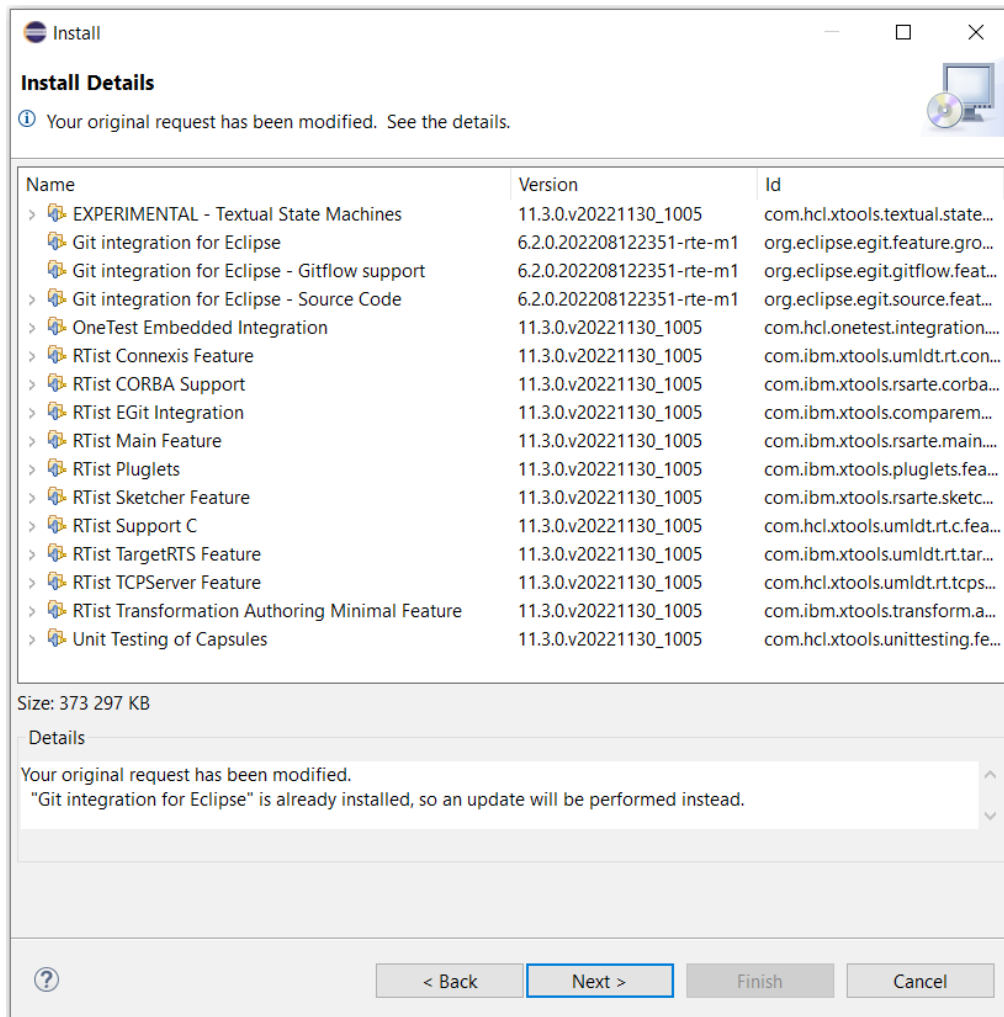 Install
Install Details
Your original request has been modified. See the details.
Name Version Id
EXPERIMENTAL - Textual State Machines 11.3.0.v20221130_1005 com.hcl.xtools.textual.state...
Git integration for Eclipse 6.2.0.202208122351-rte-m1 org.eclipse.egit.feature.gro...
Git integration for Eclipse - Gitflow support 6.2.0.202208122351-rte-m1 org.eclipse.egit.gitflow.feat...
Git integration for Eclipse - Source Code 6.2.0.202208122351-rte-m1 org.eclipse.egit.source.feat...
OneTest Embedded Integration 11.3.0.v20221130_1005 com.hcl.onetest.integration....
RTist Connexis Feature 11.3.0.v20221130_1005 com.ibm.xtools.umldt.rt.con...
RTist CORBA Support 11.3.0.v20221130_1005 com.ibm.xtools.rsarte.corba...
RTist EGit Integration 11.3.0.v20221130_1005 com.ibm.xtools.comparem...
RTist Main Feature 11.3.0.v20221130_1005 com.ibm.xtools.rsarte.main....
RTist Pluglets 11.3.0.v20221130_1005 com.ibm.xtools.pluglets.fea...
RTist Sketcher Feature 11.3.0.v20221130_1005 com.ibm.xtools.rsarte.sketc...
RTist Support C 11.3.0.v20221130_1005 com.hcl.xtools.umldt.rt.c.fea...
RTist TargetRTS Feature 11.3.0.v20221130_1005 com.ibm.xtools.umldt.rt.tar...
RTist TCPServer Feature 11.3.0.v20221130_1005 com.hcl.xtools.umldt.rt.tcps...
RTist Transformation Authoring Minimal Feature 11.3.0.v20221130_1005 com.ibm.xtools.transform.a...
Unit Testing of Capsules 11.3.0.v20221130_1005 com.hcl.xtools.unittesting.fe...
Size: 373 297 KB
Details
Your original request has been modified.
"Git integration for Eclipse" is already installed, so an update will be performed instead.
< Back Next > Finish Cancel